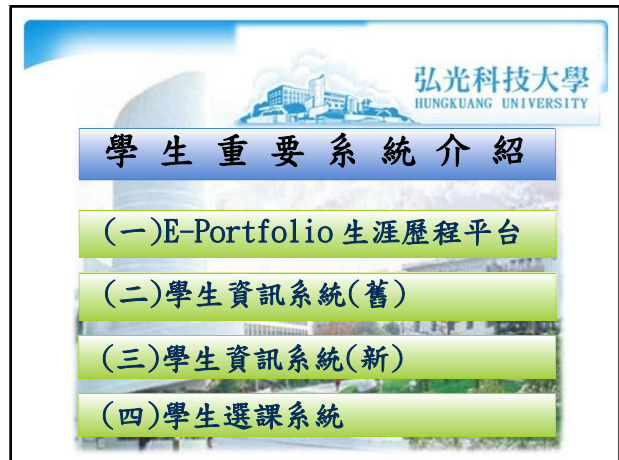 弘光科技大學
HUNGKUANG UNIVERSITY
學生重要系統介紹
(一)E-Portfolio生涯歷程平台
(二)學生資訊系統(舊)
(三)學生資訊系統(新)
(四)學生選課系統